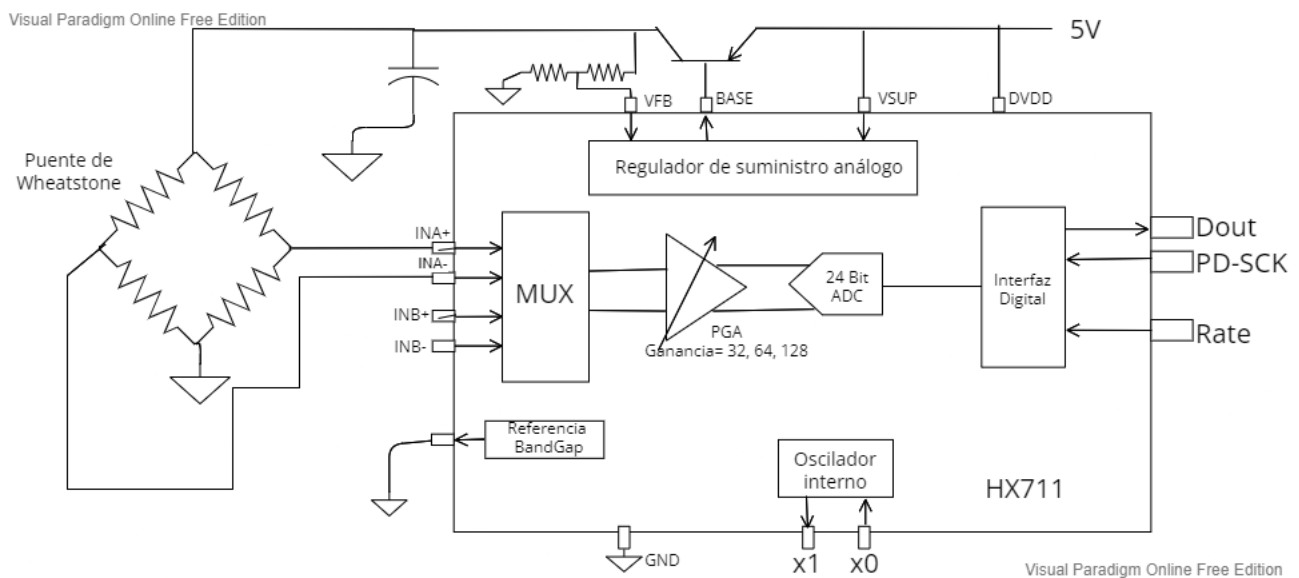 Visual Paradigm Online Free Edition
5V
VFB
BASE
VSUP
DVDD
Puente de
Wheatstone
Regulador de suministro análogo
INA+
INA-
INB+
INB-
MUX
PGA
Ganancia= 32, 64, 128
24 Bit
ADC
Interfaz
Digital
Dout
PD-SCK
Rate
Referencia
BandGap
Oscilador
interno
HX711
GND
x1
x0
Visual Paradigm Online Free Edition